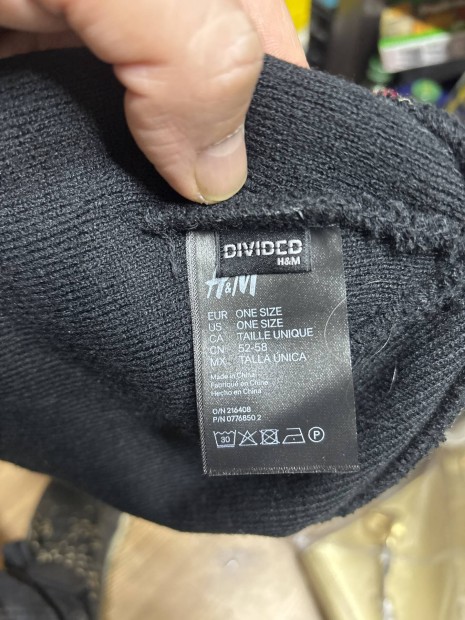 DIVIDED
H&M
H&M
EUR ONE SIZE
US ONE SIZE
CA TAILLE UNIQUE
CN 52-58
MX TALLA ÚNICA
Made in China
Fabriqué en Chine
Hecho en China
O/N 216408
P/N 0776850 2
30 P